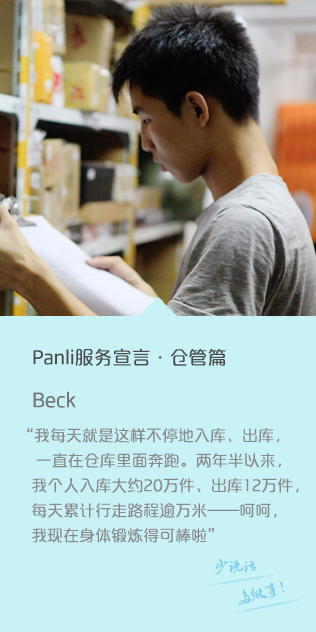 Panli服务宣言·仓管篇
Beck
“我每天就是这样不停地入库、出库，
一直在仓库里面奔跑。两年半以来，
我个人入库大约20万件、出库12万件，
每天累计行走路程逾万米——呵呵，
我现在身体锻炼得可棒啦”
少说话
多做事！